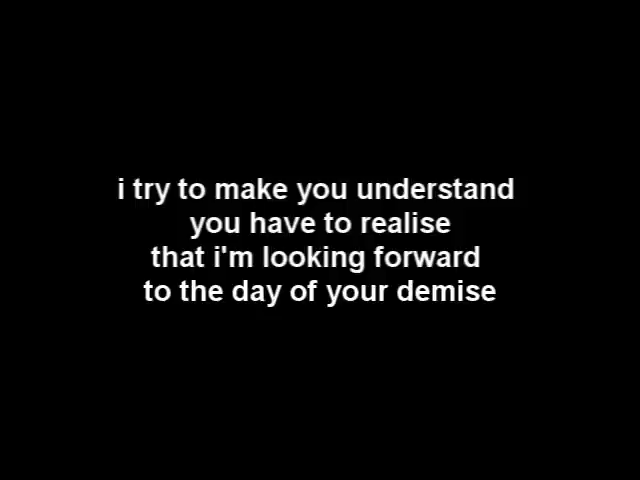 i try to make you understand
you have to realise
that i'm looking forward
to the day of your demise